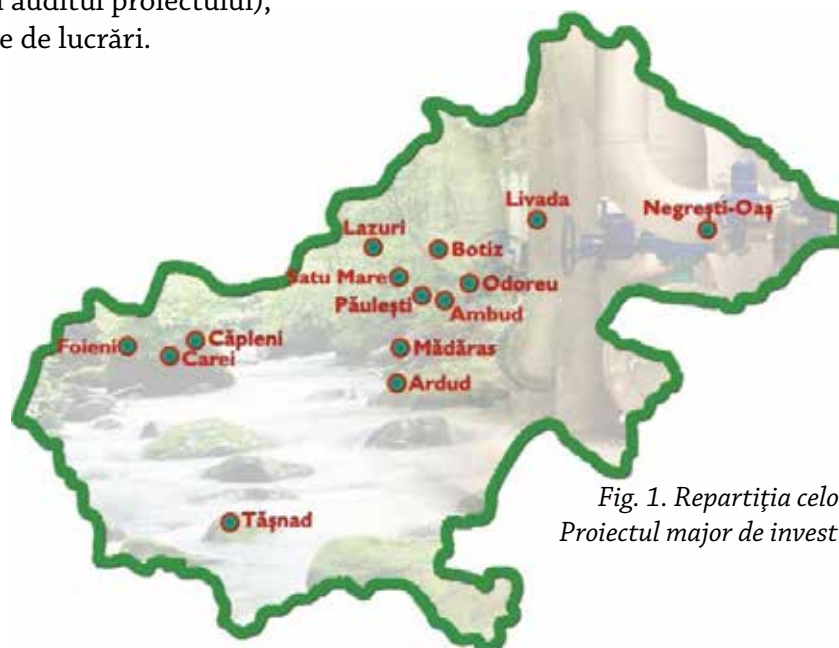 auditul proiectului),
e de lucrări.
Livada
Negrești-Oaș
Lazuri
Botiz
Satu Mare
Odoreu
Păulești
Ambud
Foieni
Căpleni
Carei
Mădăras
Ardud
Tășnad
Fig. 1. Repartiţia celo
Proiectul major de invest